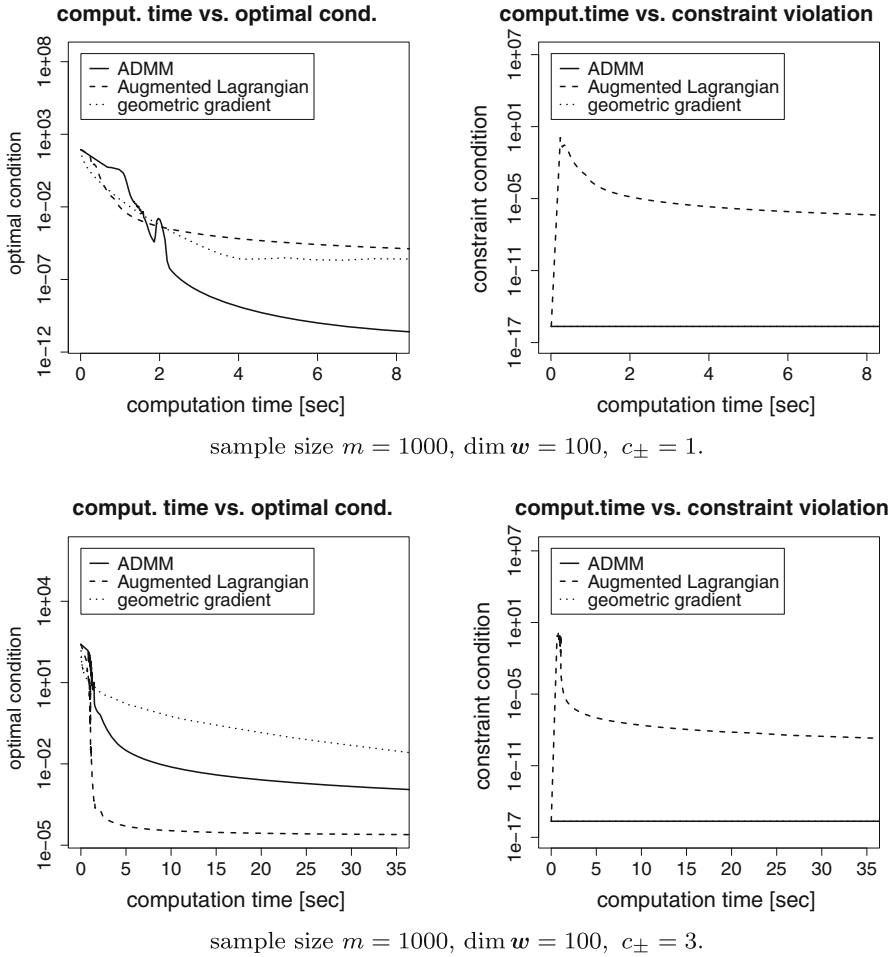 comput. time vs. optimal cond.
optimal condition
1e+08
1e+03
1e-02
1e-07
1e-12
ADMM
Augmented Lagrangian
geometric gradient
0 2 4 6 8
computation time [sec]
comput.time vs. constraint violation
constraint condition
1e+07
1e+01
1e-05
1e-11
1e-17
ADMM
Augmented Lagrangian
geometric gradient
0 2 4 6 8
computation time [sec]
sample size m = 1000, dim w = 100, c± = 1.
comput. time vs. optimal cond.
optimal condition
1e+04
1e+01
1e-02
1e-05
ADMM
Augmented Lagrangian
geometric gradient
0 5 10 15 20 25 30 35
computation time [sec]
comput.time vs. constraint violation
constraint condition
1e+07
1e+01
1e-05
1e-11
1e-17
ADMM
Augmented Lagrangian
geometric gradient
0 5 10 15 20 25 30 35
computation time [sec]
sample size m = 1000, dim w = 100, c± = 3.